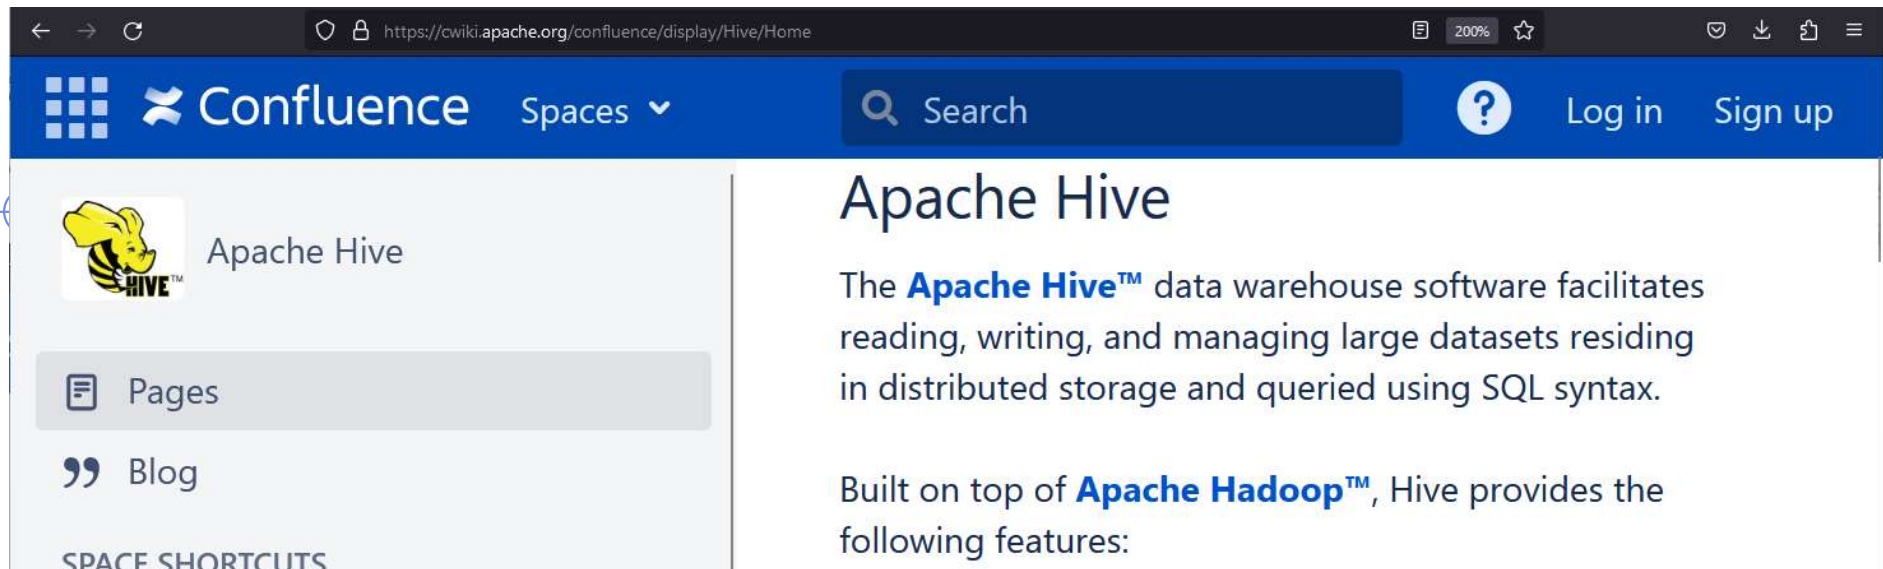 https://cwiki.apache.org/confluence/display/Hive/Home
200%
Confluence
Spaces
Search
?
Log in
Sign up
HIVE™
Apache Hive
Pages
Blog
SPACE SHORTCUTS
Apache Hive
The Apache Hive™ data warehouse software facilitates
reading, writing, and managing large datasets residing
in distributed storage and queried using SQL syntax.
Built on top of Apache Hadoop™, Hive provides the
following features: